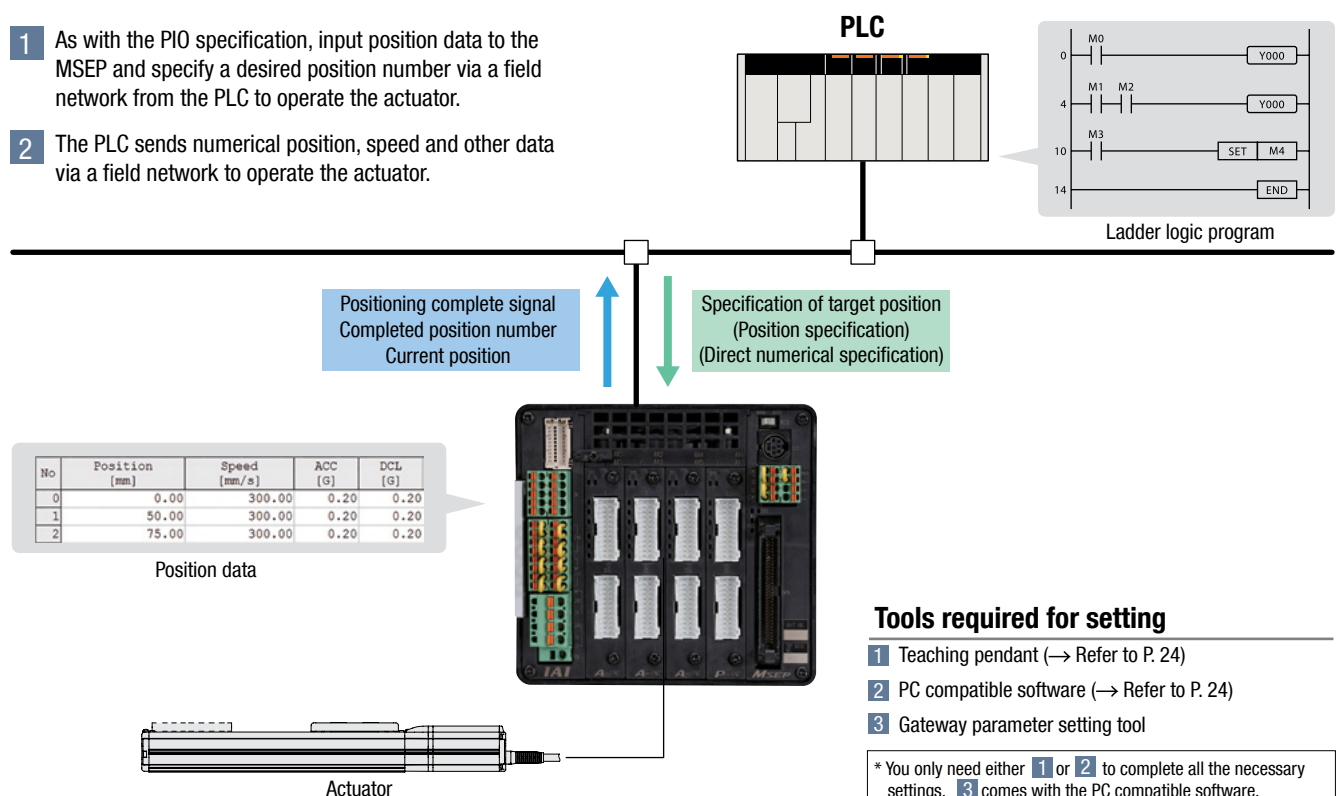 1 As with the PIO specification, input position data to the
MSEP and specify a desired position number via a field
network from the PLC to operate the actuator.
2 The PLC sends numerical position, speed and other data
via a field network to operate the actuator.
PLC
0 M0 Y000
4 M1 M2 Y000
10 M3 SET M4
14 END
Ladder logic program
Positioning complete signal
Completed position number
Current position
Specification of target position
(Position specification)
(Direct numerical specification)
No Position [mm] Speed [mm/s] ACC [G] DCL [G]
0 0.00 300.00 0.20 0.20
1 50.00 300.00 0.20 0.20
2 75.00 300.00 0.20 0.20
Position data
IAI A A A P MSEP
Actuator
Tools required for setting
1 Teaching pendant (→ Refer to P. 24)
2 PC compatible software (→ Refer to P. 24)
3 Gateway parameter setting tool
* You only need either 1 or 2 to complete all the necessary
settings. 3 comes with the PC compatible software.